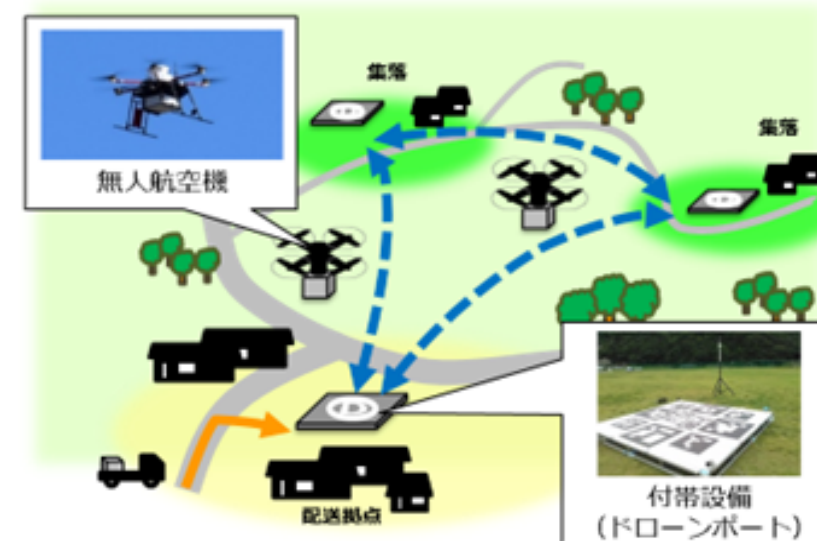 集落
集落
無人航空機
配送拠点
付帯設備
(ドローンポート)